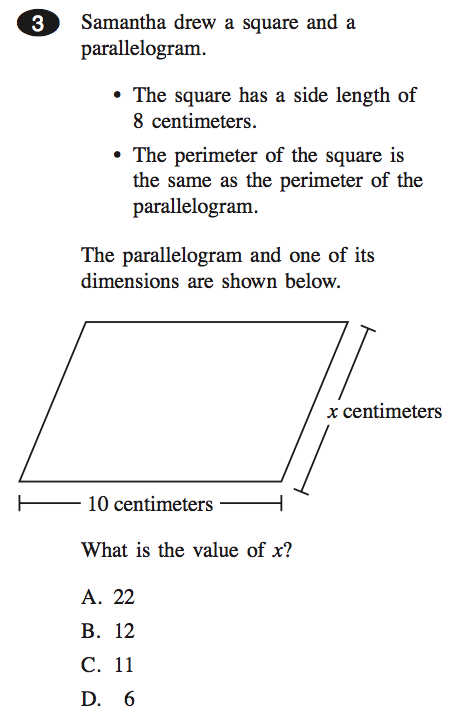 3 Samantha drew a square and a
parallelogram.
• The square has a side length of
8 centimeters.
• The perimeter of the square is
the same as the perimeter of the
parallelogram.
The parallelogram and one of its
dimensions are shown below.
x centimeters
10 centimeters
What is the value of x?
A. 22
B. 12
C. 11
D. 6